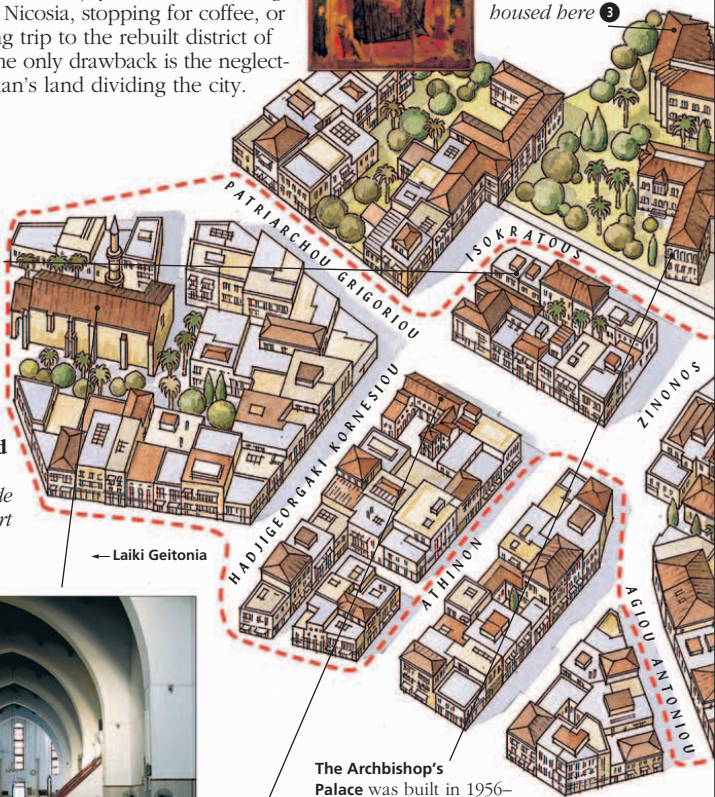 Nicosia, stopping for coffee, or
trip to the rebuilt district of
only drawback is the neglect-
land dividing the city.
housed here 3
PATRIARCHOU GRIGORIOU
ISOKRATOUS
ZINONOS
HADJIGEORGAKI KORNESIOU
ATHINON
AGIOU ANTONIOU
← Laiki Geitonia
The Archbishop's
Palace was built in 1956–